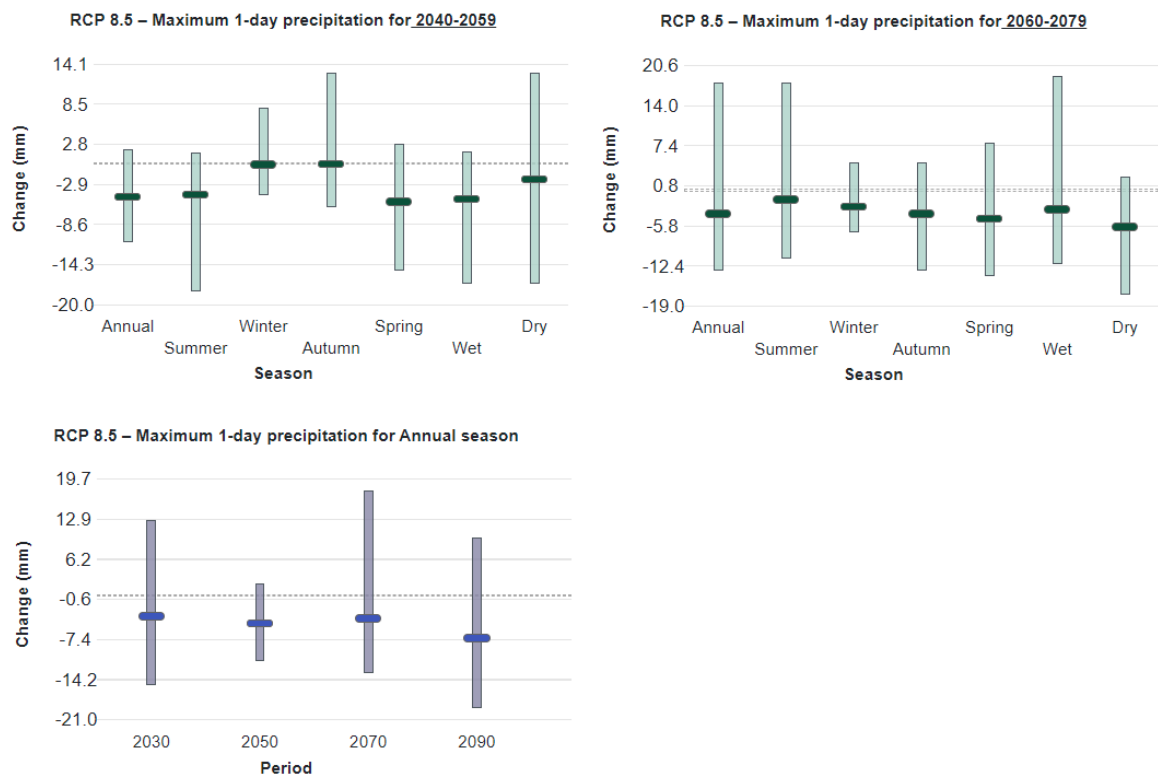 RCP 8.5 – Maximum 1-day precipitation for 2040-2059
Change (mm)
14.1
8.5
2.8
-2.9
-8.6
-14.3
-20.0
Annual
Summer
Winter
Autumn
Spring
Wet
Dry
Season
RCP 8.5 – Maximum 1-day precipitation for 2060-2079
Change (mm)
20.6
14.0
7.4
0.8
-5.8
-12.4
-19.0
Annual
Summer
Winter
Autumn
Spring
Wet
Dry
Season
RCP 8.5 – Maximum 1-day precipitation for Annual season
Change (mm)
19.7
12.9
6.2
-0.6
-7.4
-14.2
-21.0
2030
2050
2070
2090
Period